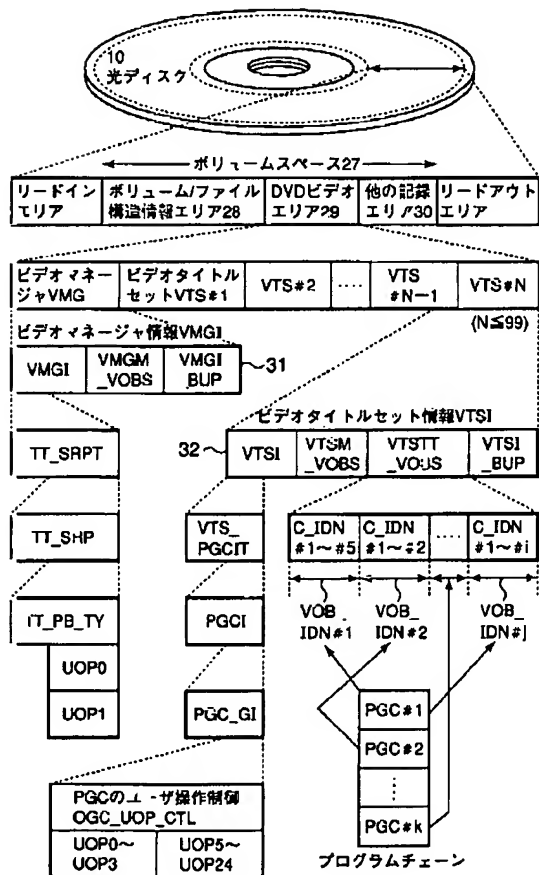 10
光ディスク
ボリュームスペース27
リードイン
エリア
ボリューム/ファイル
構造情報エリア28
DVDビデオ
エリア29
他の記録
エリア30
リードアウト
エリア
ビデオマネー
ジャVMG
ビデオタイトル
セットVTS#1
VTS#2
....
VTS
#N-1
VTS#N
(N≦99)
ビデオマネージャ情報VMGI
VMGI
VMGM
_VOBS
VMGI
_BUP
31
ビデオタイトルセット情報VTSI
32
VTSI
VTSM
_VOBS
VTSTT
_VOBS
VTSI
_BUP
TT_SRPT
TT_SHP
VTS_
PGCIT
C_IDN
#1~#5
C_IDN
#1~#2
....
C_IDN
#1~#i
TT_PB_TY
PGCI
VOB_
IDN#1
VOB_
IDN#2
VOB_
IDN#j
UOP0
UOP1
PGC_GI
PGC#1
PGC#2
⋮
PGC#k
PGCのユーザ操作制御
OGC_UOP_CTL
UOP0~
UOP3
UOP5~
UOP24
プログラムチェーン